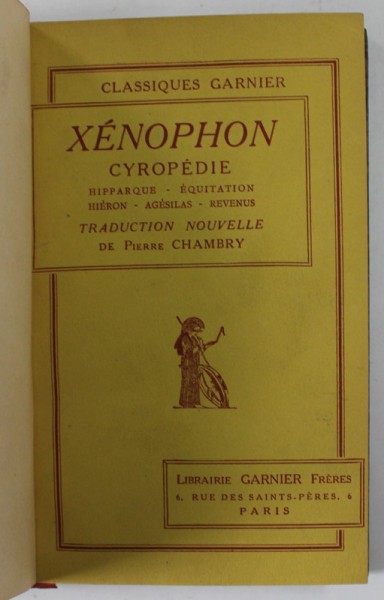 CLASSIQUES GARNIER
XÉNOPHON
CYROPÉDIE
HIPPARQUE - ÉQUITATION
HIÉRON - AGÉSILAS - REVENUS
TRADUCTION NOUVELLE
DE PIERRE CHAMBRY
LIBRAIRIE GARNIER FRÈRES
6, RUE DES SAINTS-PÈRES, 6
PARIS